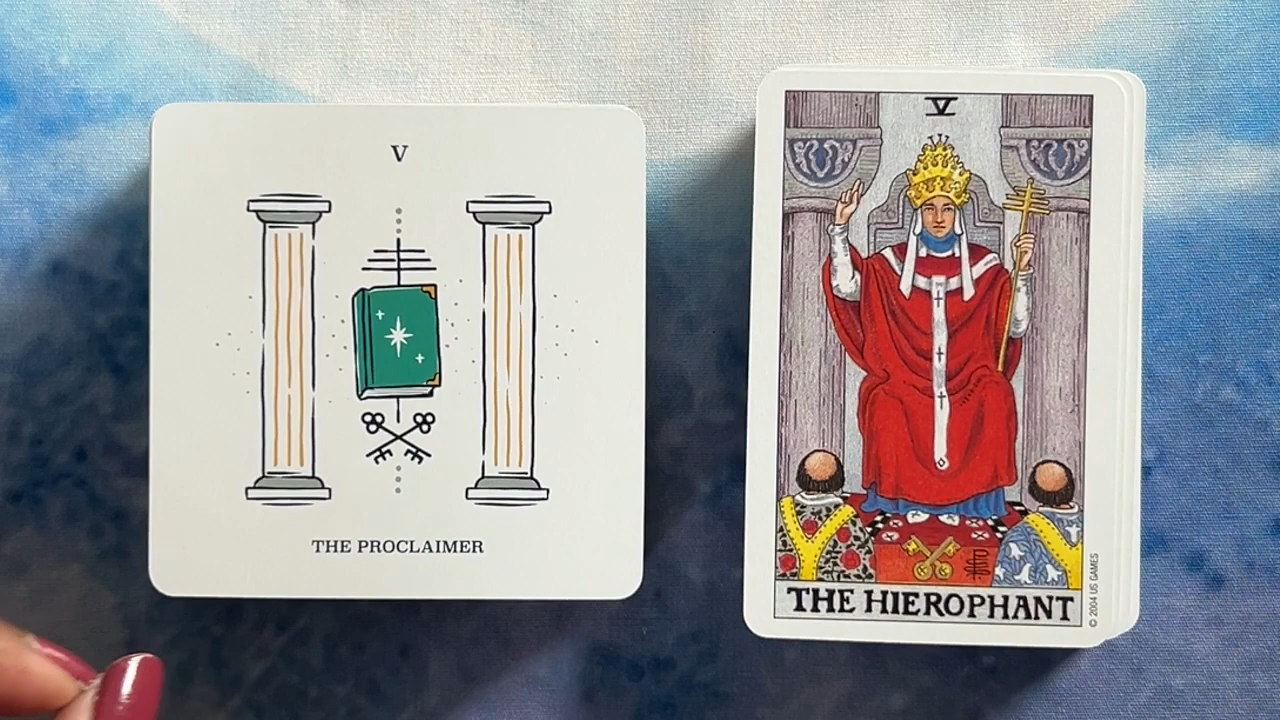 V
THE PROCLAIMER
V
THE HIEROPHANT
© 2004 US GAMES